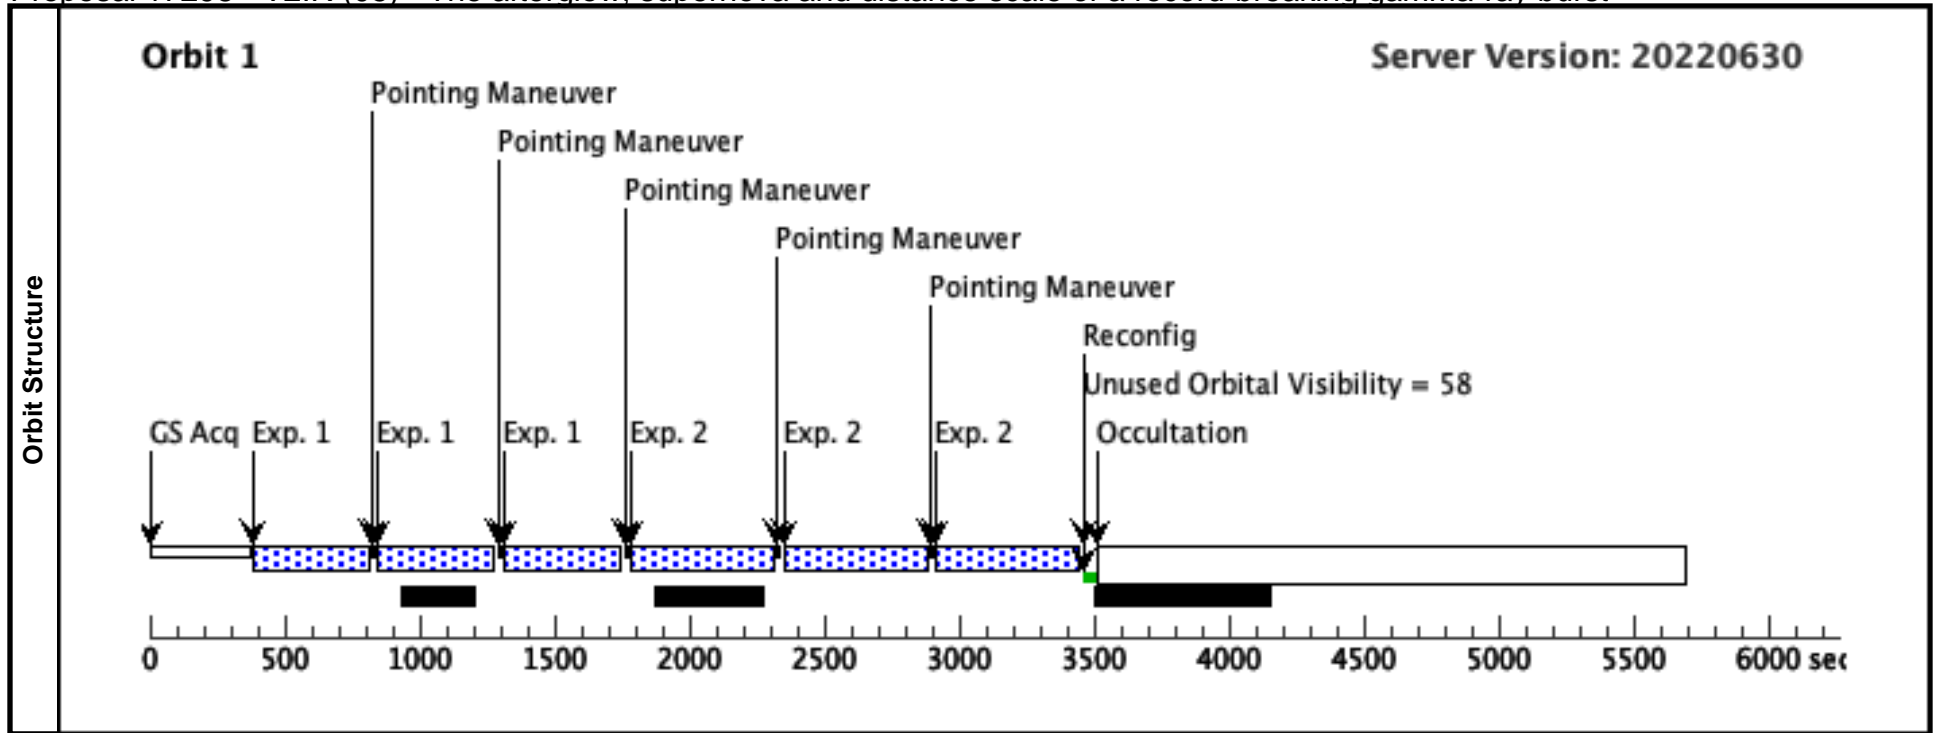 Orbit 1
Server Version: 20220630
Pointing Maneuver
Pointing Maneuver
Pointing Maneuver
Pointing Maneuver
Pointing Maneuver
Reconfig
Unused Orbital Visibility = 58
GS Acq Exp. 1 Exp. 1 Exp. 1 Exp. 2 Exp. 2 Exp. 2 Occultation
Orbit Structure
0 500 1000 1500 2000 2500 3000 3500 4000 4500 5000 5500 6000